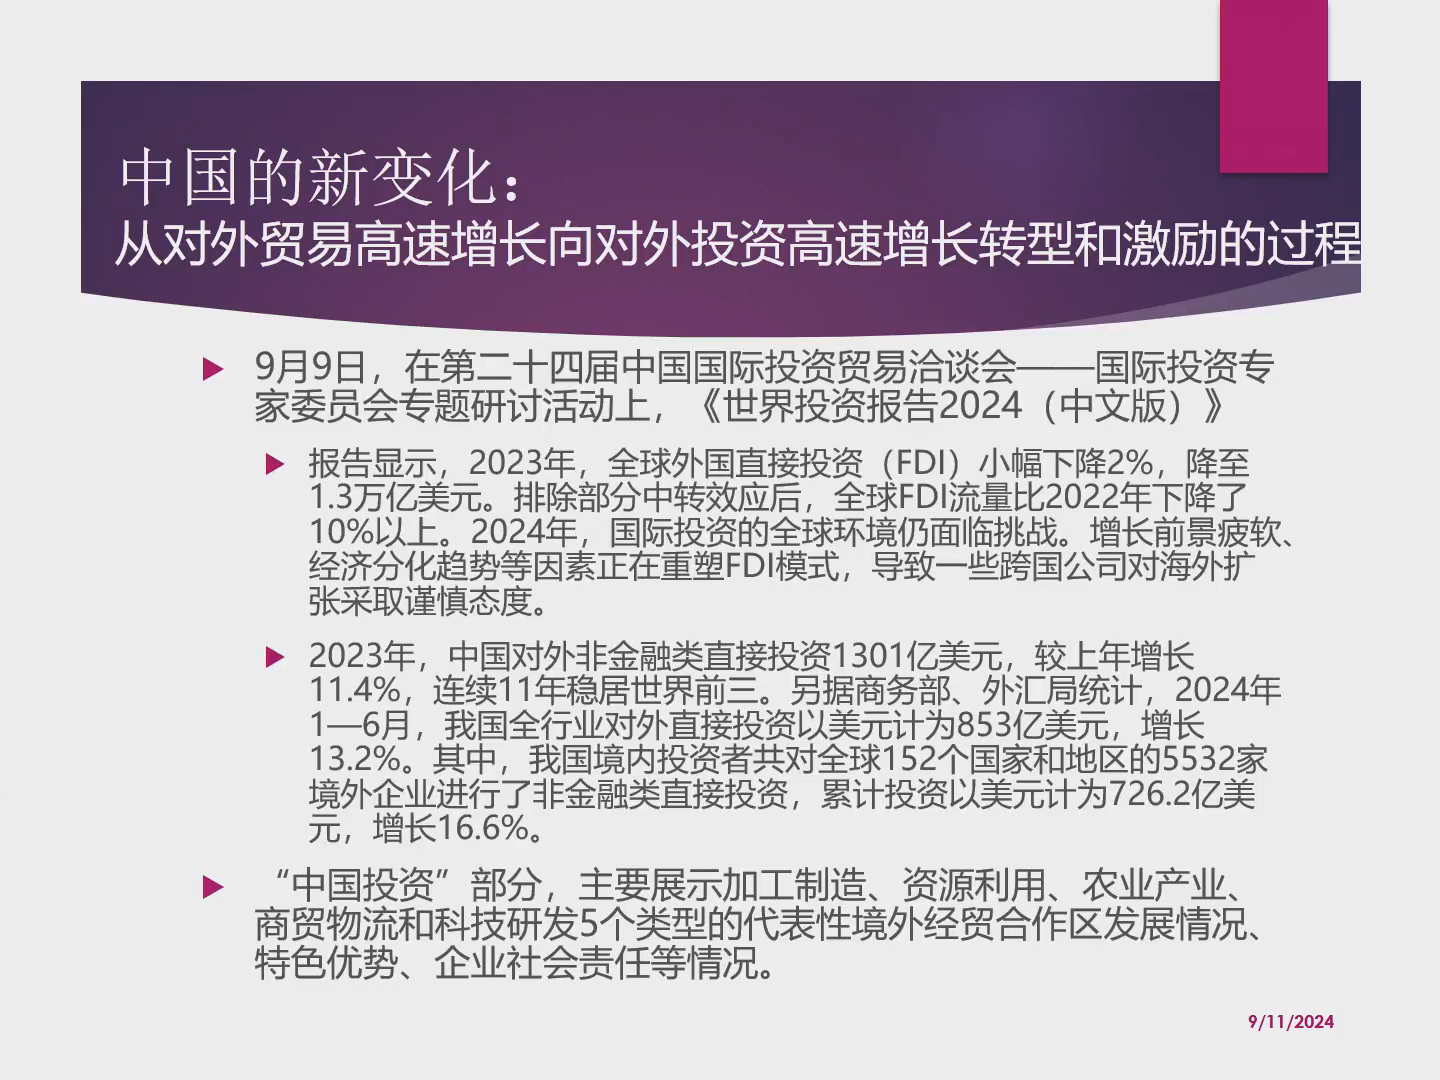 中国的新变化：
从对外贸易高速增长向对外投资高速增长转型和激励的过程
9月9日，在第二十四届中国国际投资贸易洽谈会——国际投资专
家委员会专题研讨活动上，《世界投资报告2024（中文版）》
报告显示，2023年，全球外国直接投资（FDI）小幅下降2%，降至
1.3万亿美元。排除部分中转效应后，全球FDI流量比2022年下降了
10%以上。2024年，国际投资的全球环境仍面临挑战。增长前景疲软、
经济分化趋势等因素正在重塑FDI模式，导致一些跨国公司对海外扩
张采取谨慎态度。
2023年，中国对外非金融类直接投资1301亿美元，较上年增长
11.4%，连续11年稳居世界前三。另据商务部、外汇局统计，2024年
1—6月，我国全行业对外直接投资以美元计为853亿美元，增长
13.2%。其中，我国境内投资者共对全球152个国家和地区的5532家
境外企业进行了非金融类直接投资，累计投资以美元计为726.2亿美
元，增长16.6%。
“中国投资”部分，主要展示加工制造、资源利用、农业产业、
商贸物流和科技研发5个类型的代表性境外经贸合作区发展情况、
特色优势、企业社会责任等情况。
9/11/2024